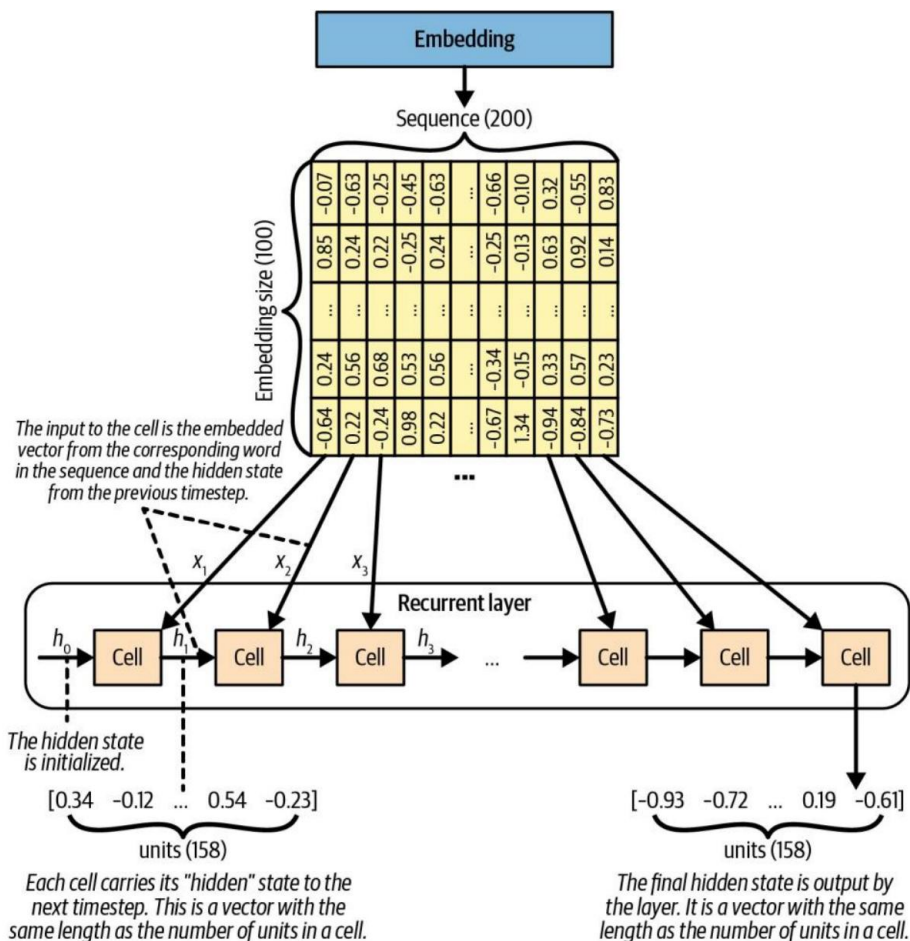 Embedding
Sequence (200)
Embedding size (100)
-0.07 -0.63 -0.25 -0.45 -0.63 ... -0.66 -0.10 0.32 -0.55 0.83
0.85 0.24 0.22 -0.25 0.24 ... -0.25 -0.13 0.63 0.92 0.14
... ... ... ... ... ... ... ... ... ... ...
0.24 0.56 0.68 0.53 0.56 ... -0.34 -0.15 0.33 0.57 0.23
-0.64 0.22 -0.24 0.98 0.22 ... -0.67 1.34 -0.94 -0.84 -0.73
The input to the cell is the embedded
vector from the corresponding word
in the sequence and the hidden state
from the previous timestep.
...
x1 x2 x3
Recurrent layer
h0 Cell h1 Cell h2 Cell h3 ... Cell Cell Cell
The hidden state
is initialized.
[0.34 -0.12 ... 0.54 -0.23]
units (158)
Each cell carries its "hidden" state to the
next timestep. This is a vector with the
same length as the number of units in a cell.
[-0.93 -0.72 ... 0.19 -0.61]
units (158)
The final hidden state is output by
the layer. It is a vector with the same
length as the number of units in a cell.